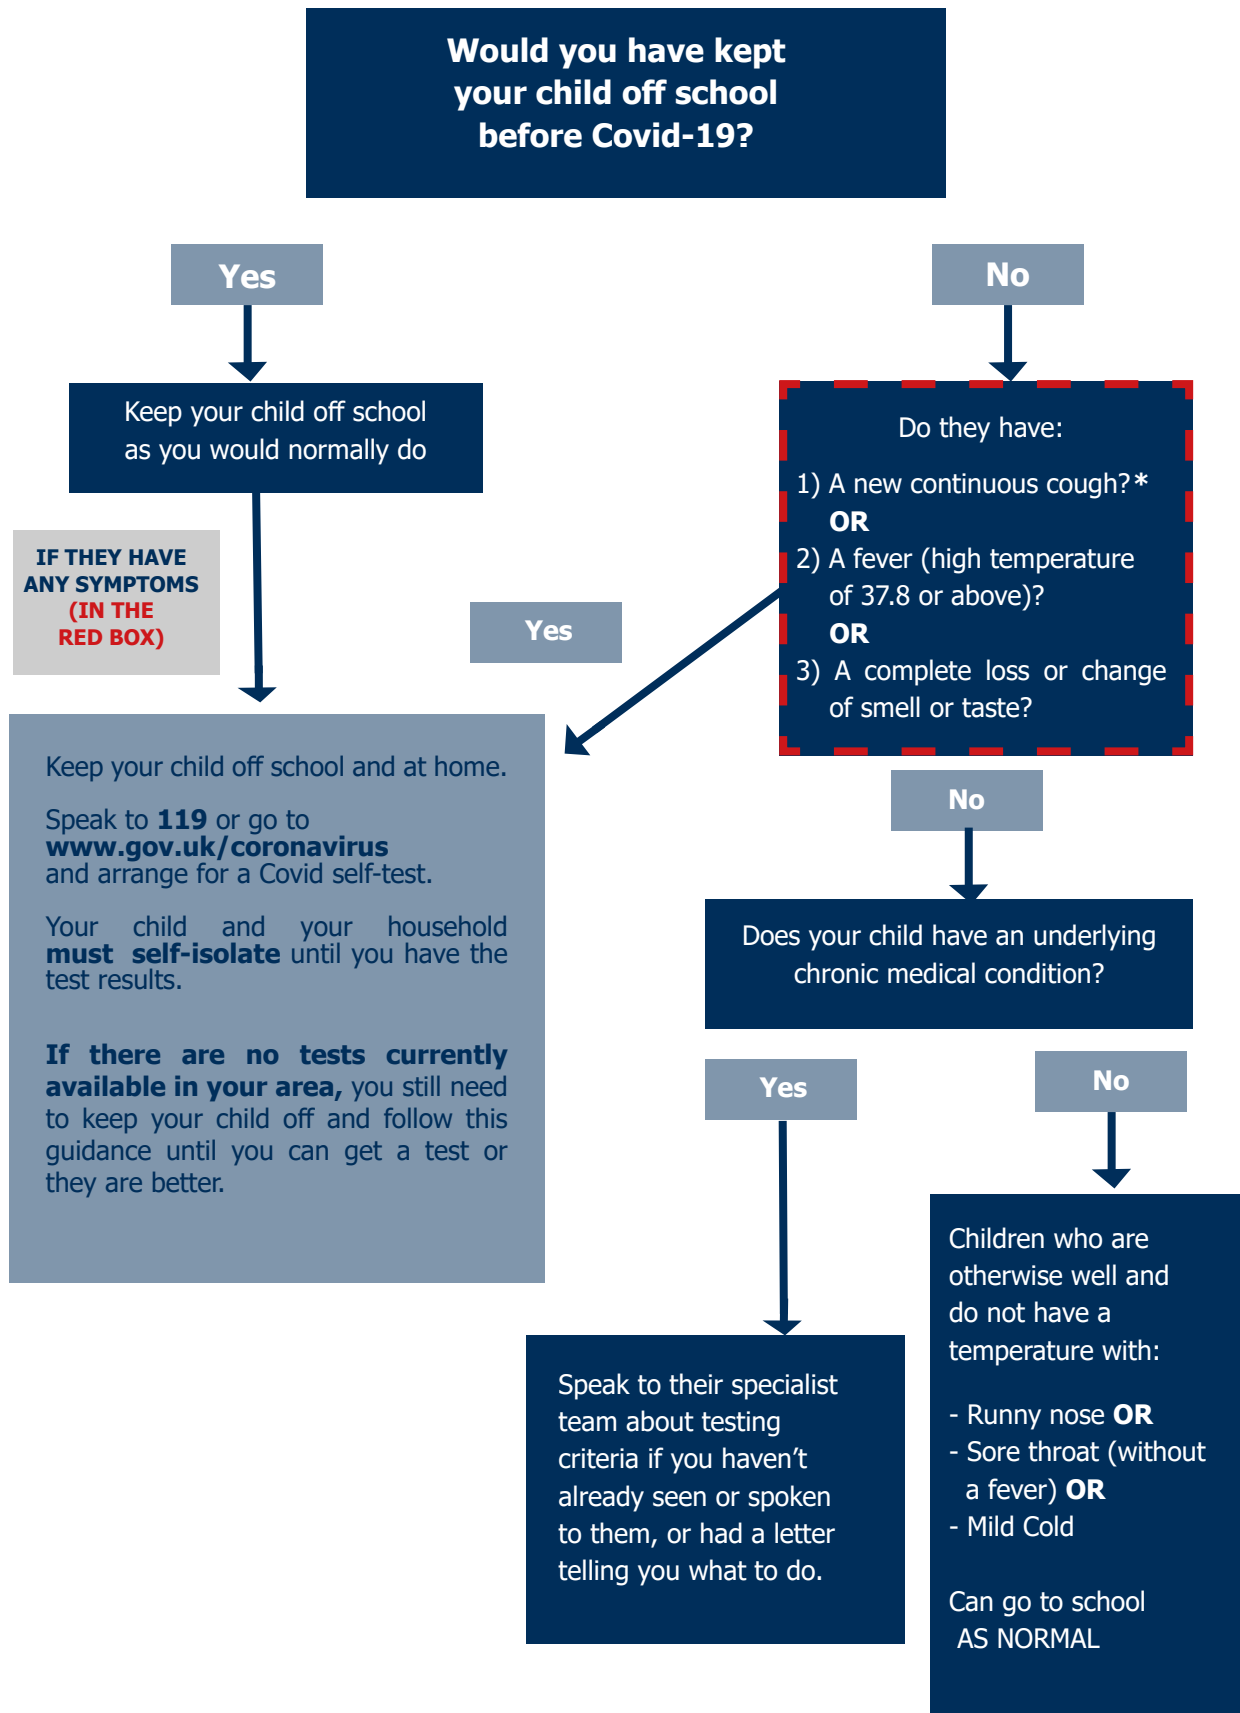 Would you have kept
your child off school
before Covid-19?
Yes
No
Keep your child off school
as you would normally do
IF THEY HAVE
ANY SYMPTOMS
(IN THE
RED BOX)
Do they have:
1) A new continuous cough?*
OR
2) A fever (high temperature
of 37.8 or above)?
OR
3) A complete loss or change
of smell or taste?
Yes
Keep your child off school and at home.
Speak to 119 or go to
www.gov.uk/coronavirus
and arrange for a Covid self-test.
Your child and your household
must self-isolate until you have the
test results.
If there are no tests currently
available in your area, you still need
to keep your child off and follow this
guidance until you can get a test or
they are better.
No
Does your child have an underlying
chronic medical condition?
Yes
No
Speak to their specialist
team about testing
criteria if you haven't
already seen or spoken
to them, or had a letter
telling you what to do.
Children who are
otherwise well and
do not have a
temperature with:
- Runny nose OR
- Sore throat (without
a fever) OR
- Mild Cold
Can go to school
AS NORMAL